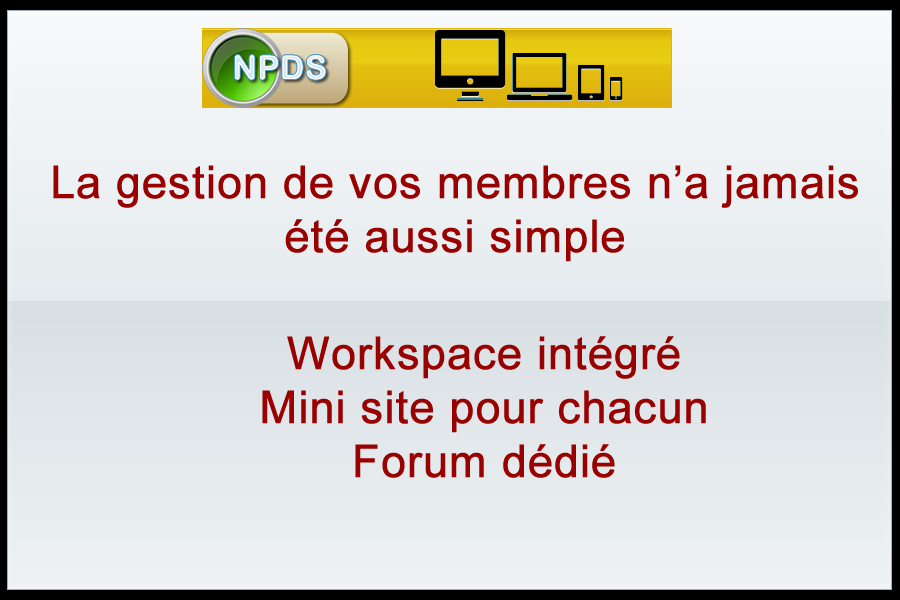 NPDS
La gestion de vos membres n’a jamais
été aussi simple
Workspace intégré
Mini site pour chacun
Forum dédié